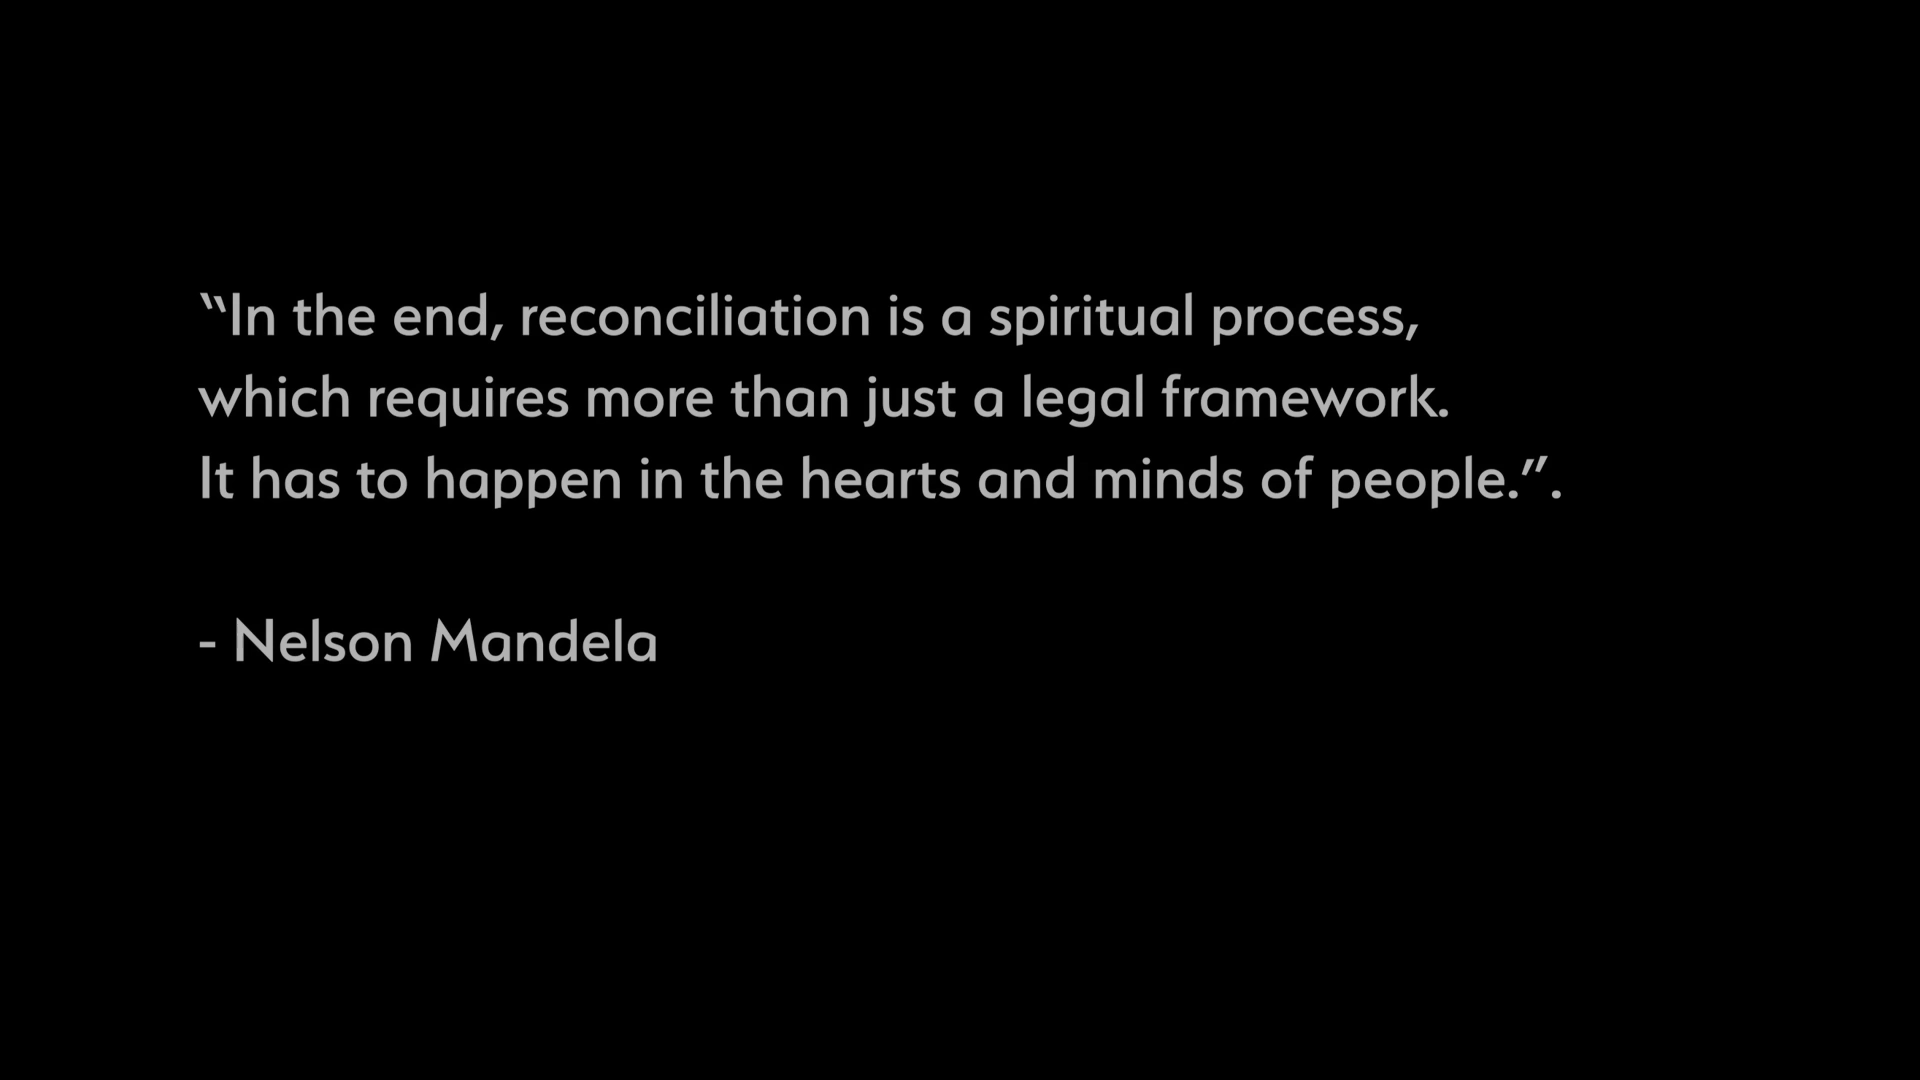 “In the end, reconciliation is a spiritual process,
which requires more than just a legal framework.
It has to happen in the hearts and minds of people.”.
- Nelson Mandela